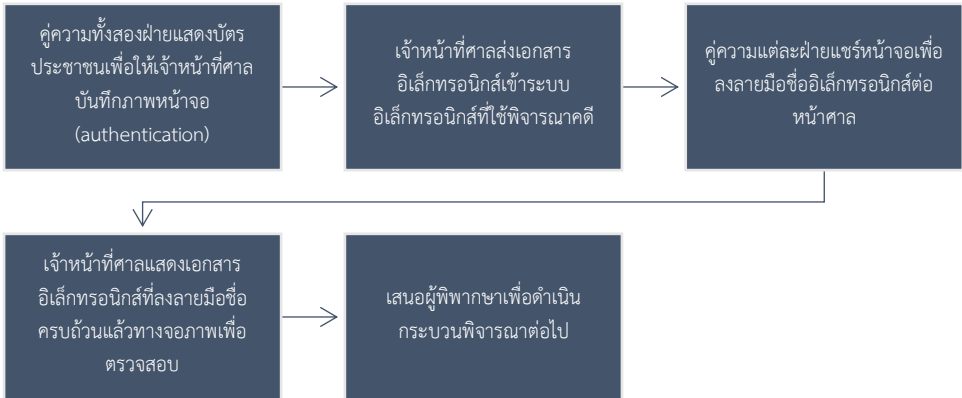 คู่ความทั้งสองฝ่ายแสดงบัตร
ประชาชนเพื่อให้เจ้าหน้าที่ศาล
บันทึกภาพหน้าจอ
(authentication)
เจ้าหน้าที่ศาลส่งเอกสาร
อิเล็กทรอนิกส์เข้าระบบ
อิเล็กทรอนิกส์ที่ใช้พิจารณาคดี
คู่ความแต่ละฝ่ายแชร์หน้าจอเพื่อ
ลงลายมือชื่ออิเล็กทรอนิกส์ต่อ
หน้าศาล
เจ้าหน้าที่ศาลแสดงเอกสาร
อิเล็กทรอนิกส์ที่ลงลายมือชื่อ
ครบถ้วนแล้วทางจอภาพเพื่อ
ตรวจสอบ
เสนอผู้พิพากษาเพื่อดำเนิน
กระบวนพิจารณาต่อไป